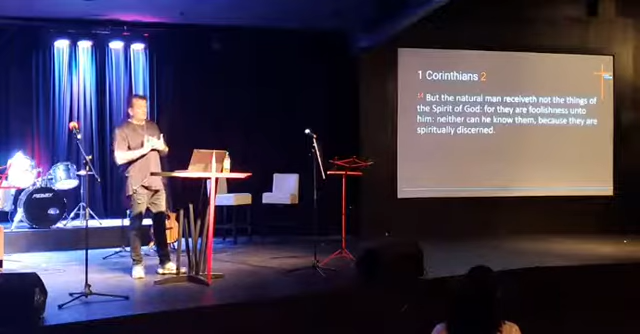 1 Corinthians 2
14 But the natural man receiveth not the things of
the Spirit of God: for they are foolishness unto
him: neither can he know them, because they are
spiritually discerned.
PEAVEY